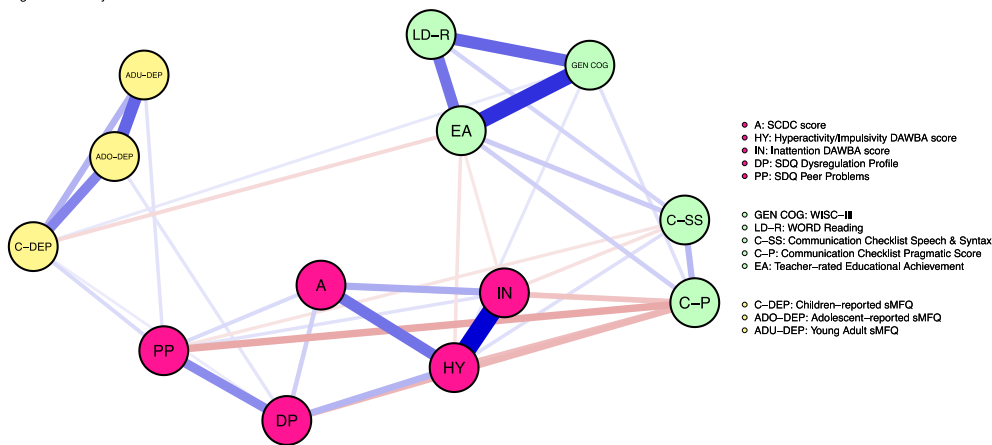 LD–R
GEN COG
ADU–DEP
EA
ADO–DEP
C–SS
C–DEP
A
IN
C–P
PP
HY
DP
A: SCDC score
HY: Hyperactivity/Impulsivity DAWBA score
IN: Inattention DAWBA score
DP: SDQ Dysregulation Profile
PP: SDQ Peer Problems
GEN COG: WISC–III
LD–R: WORD Reading
C–SS: Communication Checklist Speech & Syntax
C–P: Communication Checklist Pragmatic Score
EA: Teacher–rated Educational Achievement
C–DEP: Children–reported sMFQ
ADO–DEP: Adolescent–reported sMFQ
ADU–DEP: Young Adult sMFQ